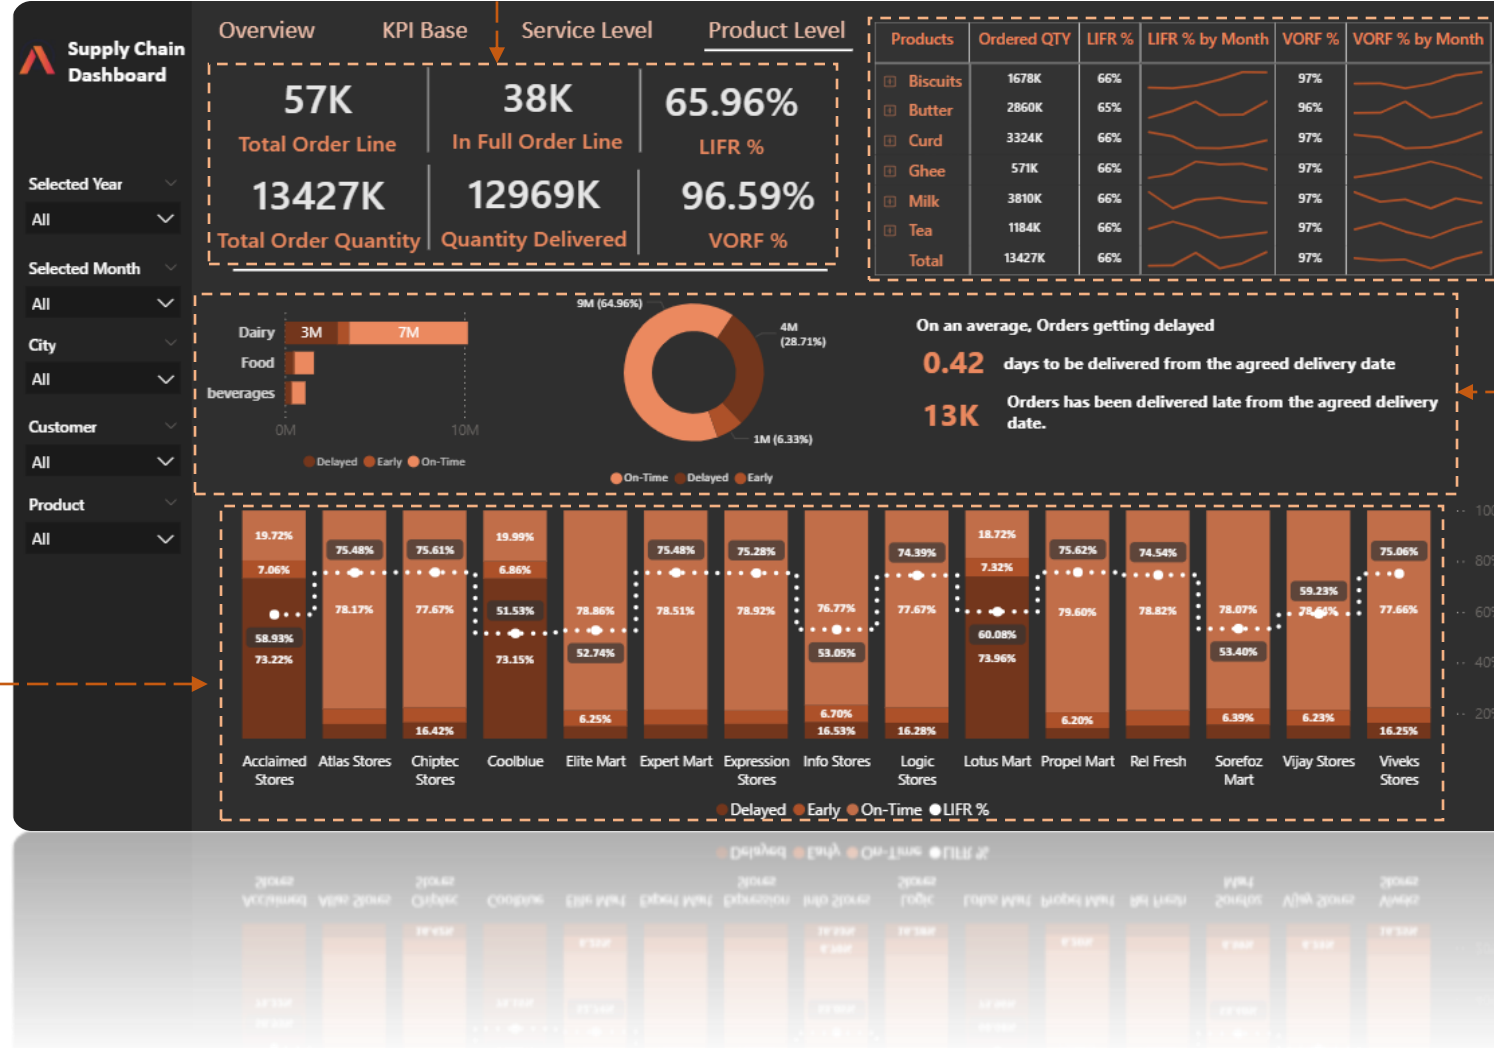 Supply Chain
Dashboard
Overview
KPI Base
Service Level
Product Level
57K
Total Order Line
38K
In Full Order Line
65.96%
LIFR %
13427K
Total Order Quantity
12969K
Quantity Delivered
96.59%
VORF %
Products Ordered QTY LIFR % LIFR % by Month VORF % VORF % by Month
Biscuits 1678K 66% 97%
Butter 2860K 65% 96%
Curd 3324K 66% 97%
Ghee 571K 66% 97%
Milk 3810K 66% 97%
Tea 1184K 66% 97%
Total 13427K 66% 97%
Selected Year
All
Selected Month
All
City
All
Customer
All
Product
All
Dairy 3M 7M
Food
beverages
0M 10M
Delayed Early On-Time
9M (64.96%)
4M
(28.71%)
1M (6.33%)
On-Time Delayed Early
On an average, Orders getting delayed
0.42 days to be delivered from the agreed delivery date
13K Orders has been delivered late from the agreed delivery
date.
19.72% 7.06% 58.93% 73.22%
75.48% 78.17%
75.61% 77.67% 16.42%
19.99% 6.86% 51.53% 73.15%
78.86% 52.74% 6.25%
75.48% 78.51%
75.28% 78.92%
76.77% 53.05% 6.70% 16.53%
74.39% 77.67% 16.28%
18.72% 7.32% 60.08% 73.96%
75.62% 79.60% 6.20%
74.54% 78.82%
78.07% 53.40% 6.39%
59.23% 6.23%
75.06% 77.66% 16.25%
Acclaimed
Stores
Atlas Stores
Chiptec
Stores
Coolblue
Elite Mart
Expert Mart
Expression
Stores
Info Stores
Logic
Stores
Lotus Mart
Propel Mart
Rel Fresh
Sorefoz
Mart
Vijay Stores
Viveks
Stores
Delayed Early On-Time LIFR %